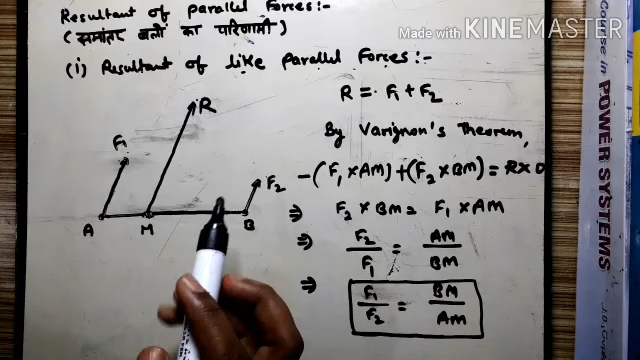 Resultant of parallel Forces:-
(समांतर बलों का परिणामी)
Made with KINEMASTER
(i) Resultant of like parallel Forces:-
R = F₁ + F₂
By Varignon's Theorem,
-(F₁ × AM) + (F₂ × BM) = R × 0
⇒ F₂ × BM = F₁ × AM
⇒ F₂/F₁ = AM/BM
⇒ F₁/F₂ = BM/AM
R
F₁
F₂
A
M
B
Course in
POWER SYSTEMS